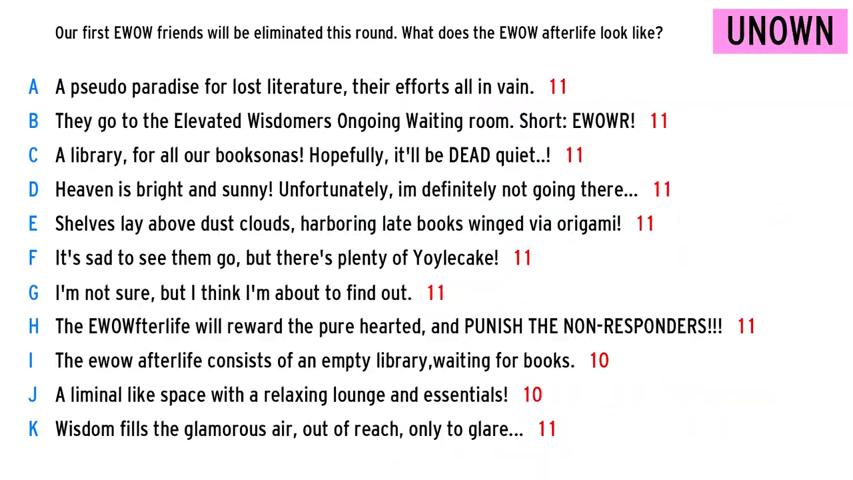 Our first EWOW friends will be eliminated this round. What does the EWOW afterlife look like?
UNOWN
A A pseudo paradise for lost literature, their efforts all in vain. 11
B They go to the Elevated Wisdomers Ongoing Waiting room. Short: EWOWR! 11
C A library, for all our booksonas! Hopefully, it'll be DEAD quiet..! 11
D Heaven is bright and sunny! Unfortunately, im definitely not going there... 11
E Shelves lay above dust clouds, harboring late books winged via origami! 11
F It's sad to see them go, but there's plenty of Yoylecake! 11
G I'm not sure, but I think I'm about to find out. 11
H The EWOWfterlife will reward the pure hearted, and PUNISH THE NON-RESPONDERS!!! 11
I The ewow afterlife consists of an empty library,waiting for books. 10
J A liminal like space with a relaxing lounge and essentials! 10
K Wisdom fills the glamorous air, out of reach, only to glare... 11